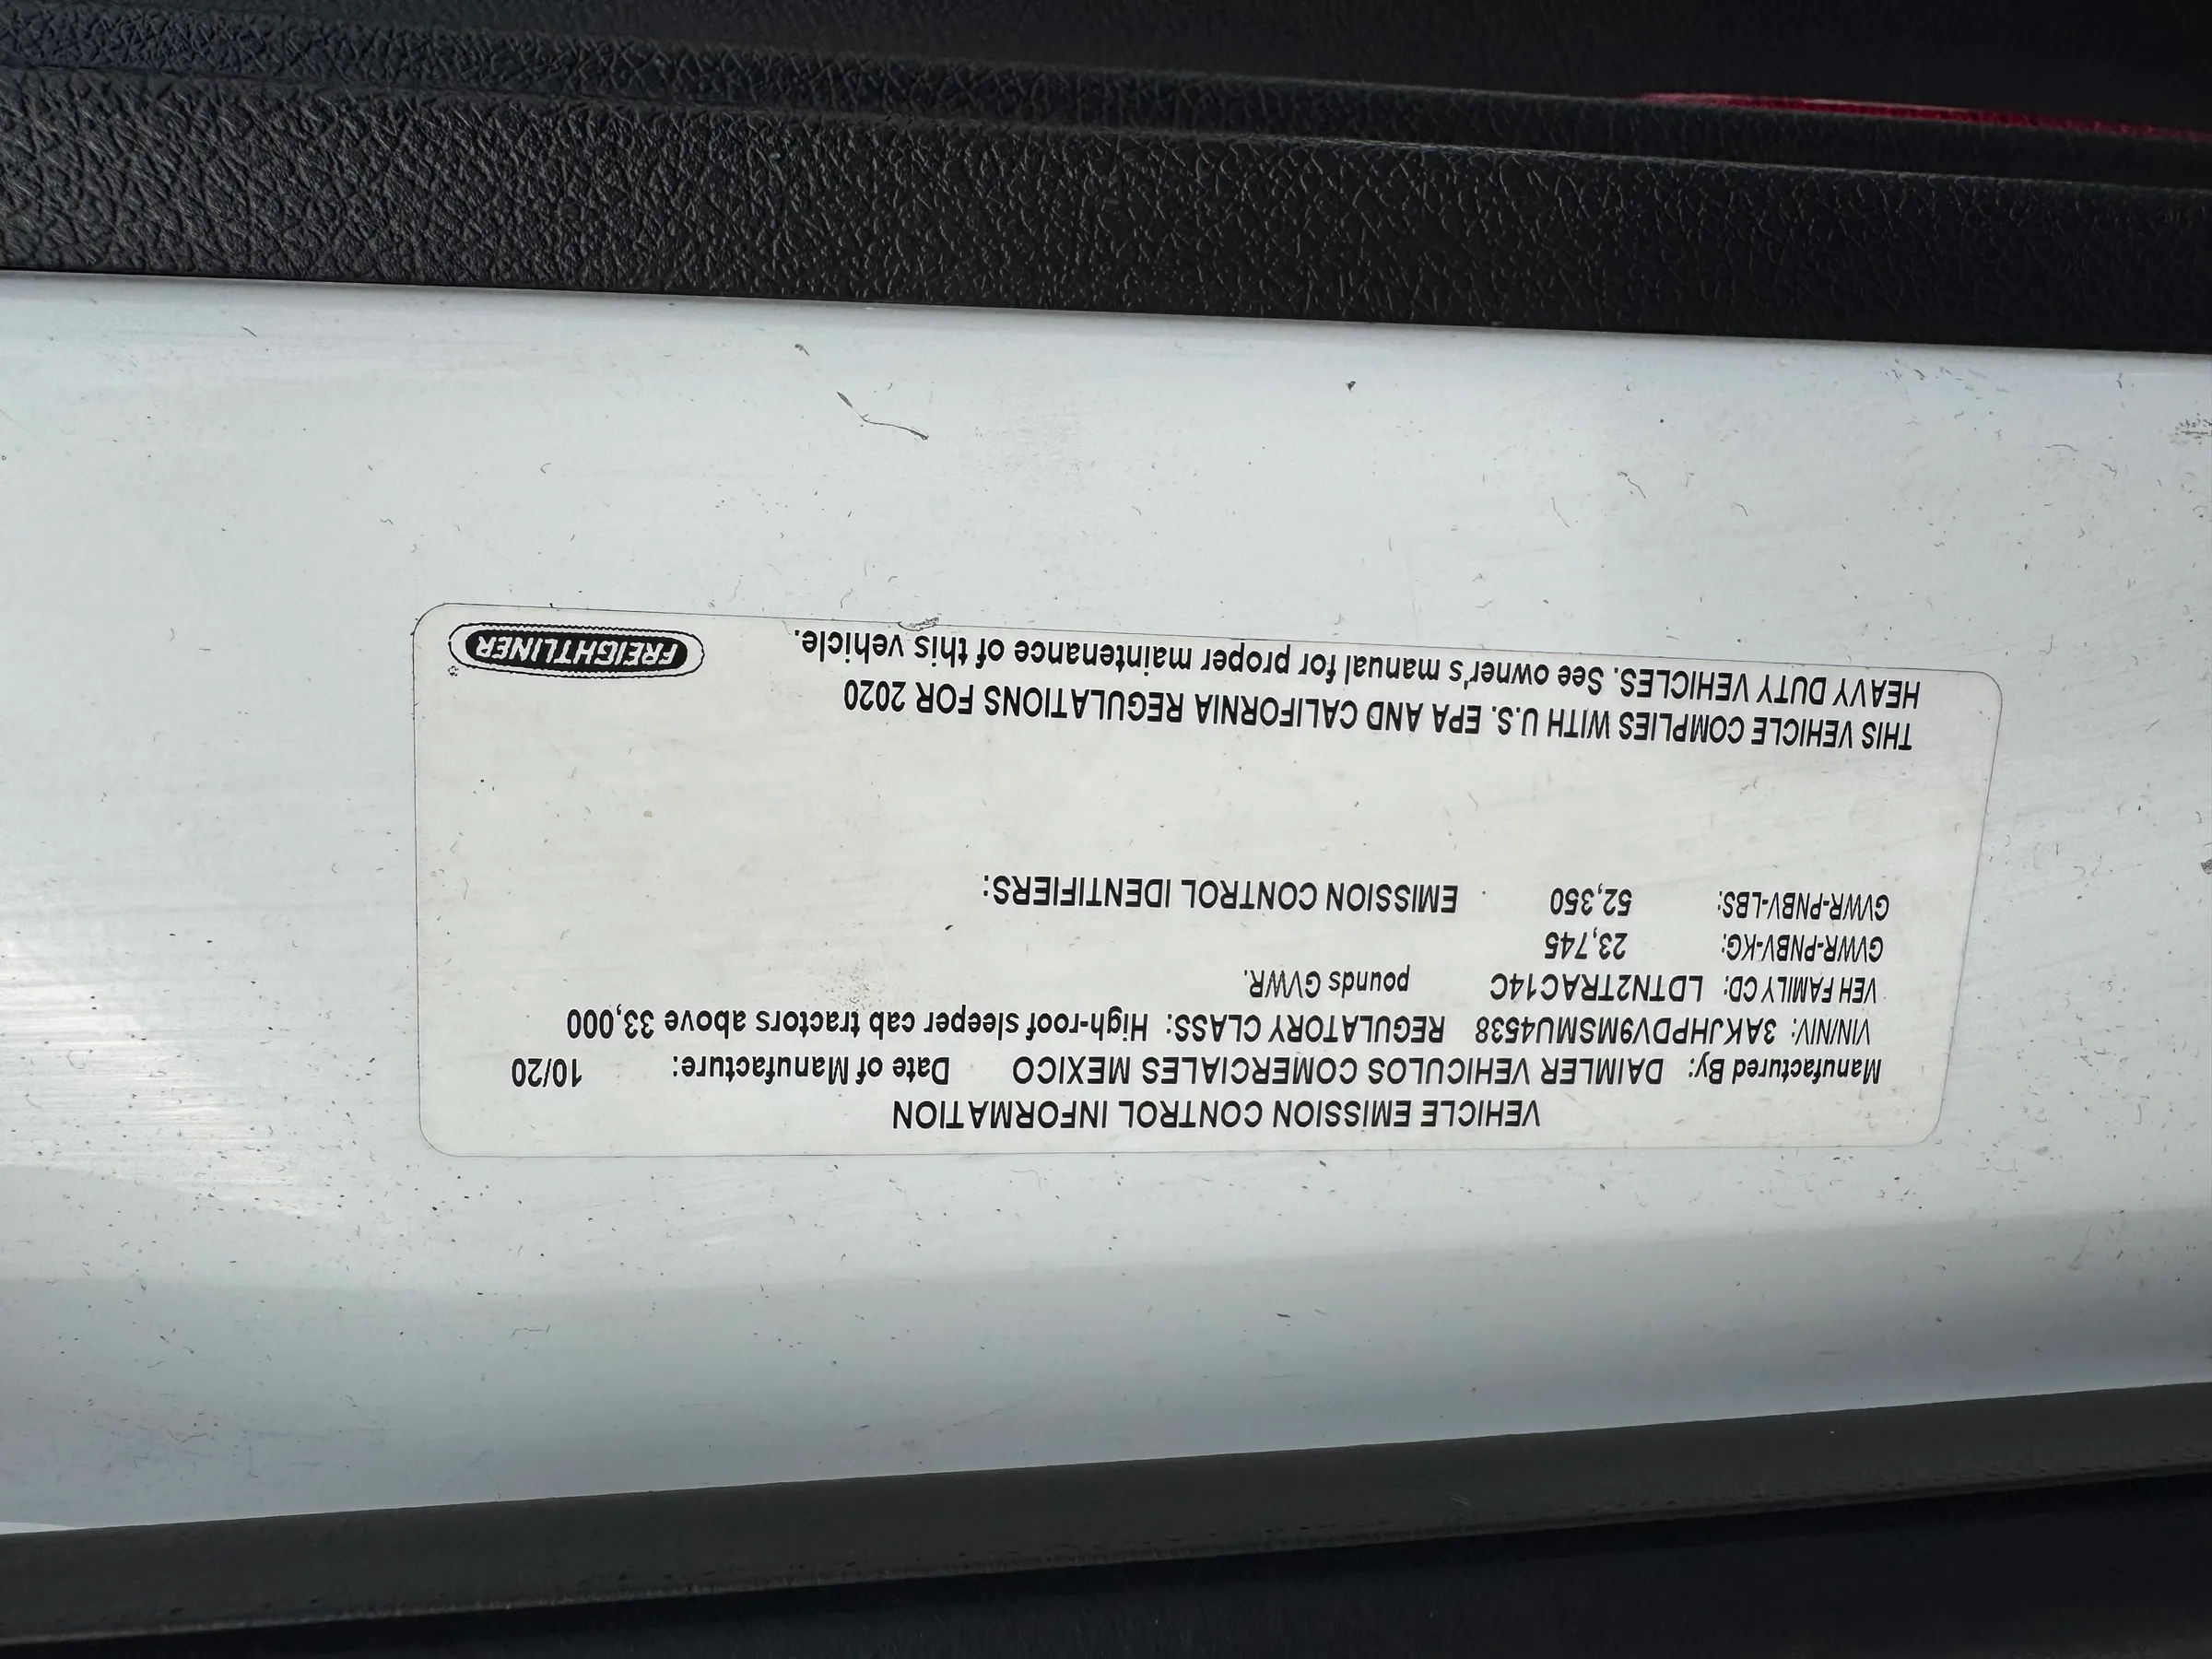 VEHICLE EMISSION CONTROL INFORMATION
Manufactured By: DAIMLER VEHICULOS COMERCIALES MEXICO Date of Manufacture: 10/20
VIN/NIV: 3AKJHPDV9MSMU4538 REGULATORY CLASS: High-roof sleeper cab tractors above 33,000
VEH FAMILY CD: LDTN2TRAC14C pounds GVWR.
GVWR-PNBV-KG: 23,745
GVWR-PNBV-LBS: 52,350 EMISSION CONTROL IDENTIFIERS:
THIS VEHICLE COMPLIES WITH U.S. EPA AND CALIFORNIA REGULATIONS FOR 2020
HEAVY DUTY VEHICLES. See owner's manual for proper maintenance of this vehicle.
FREIGHTLINER®